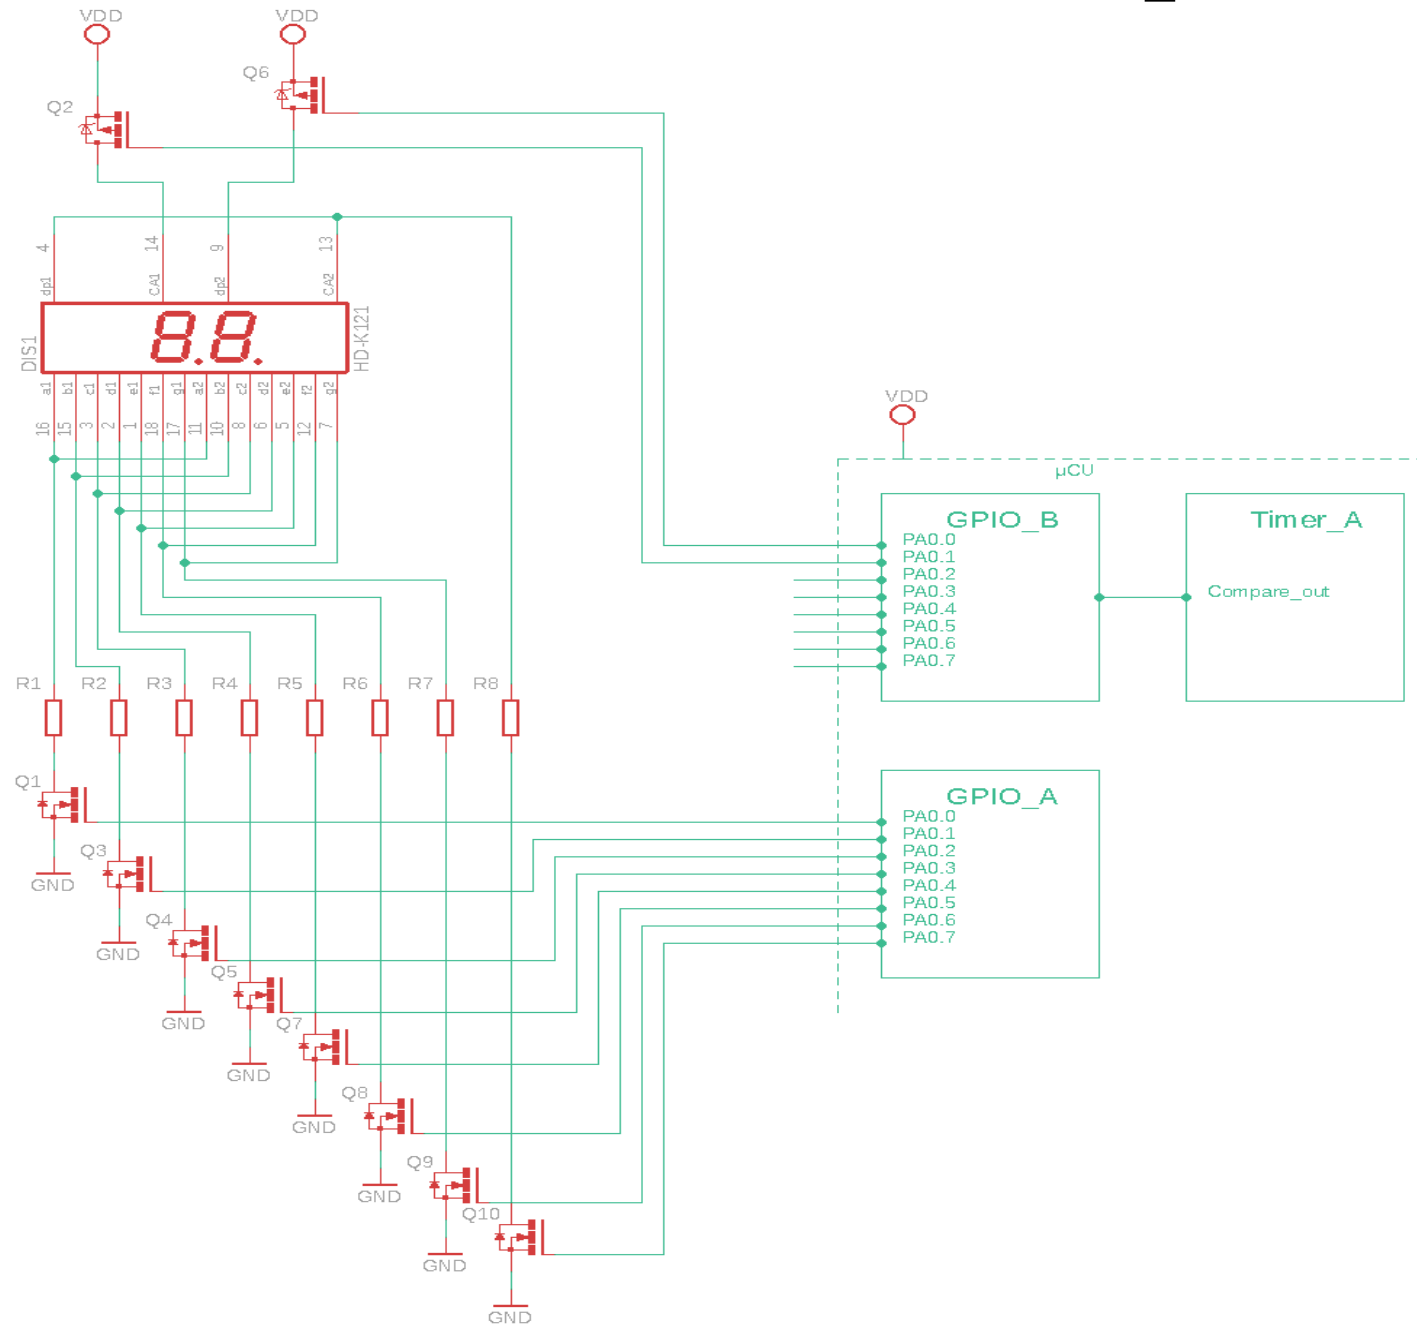 VDD
VDD
Q6
Q2
4
14
9
13
dp1
CA1
dp2
CA2
DIS1
8.8.
HD-K121
a1
b1
c1
d1
e1
f1
g1
a2
b2
c2
d2
e2
f2
g2
16
15
3
2
1
18
17
11
10
8
6
5
12
7
VDD
µCU
GPIO_B
PA0.0
PA0.1
PA0.2
PA0.3
PA0.4
PA0.5
PA0.6
PA0.7
Timer_A
Compare_out
R1
R2
R3
R4
R5
R6
R7
R8
GPIO_A
PA0.0
PA0.1
PA0.2
PA0.3
PA0.4
PA0.5
PA0.6
PA0.7
Q1
GND
Q3
GND
Q4
GND
Q5
GND
Q7
GND
Q8
GND
Q9
GND
Q10
GND